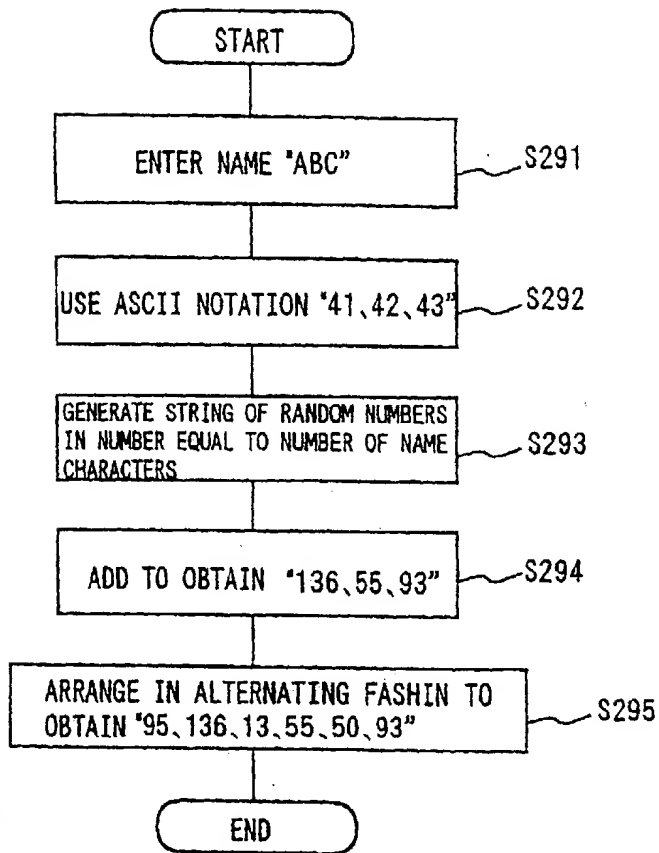 START
ENTER NAME "ABC"
S291
USE ASCII NOTATION "41、42、43"
S292
GENERATE STRING OF RANDOM NUMBERS
IN NUMBER EQUAL TO NUMBER OF NAME
CHARACTERS
S293
ADD TO OBTAIN "136、55、93"
S294
ARRANGE IN ALTERNATING FASHIN TO
OBTAIN "95、136、13、55、50、93"
S295
END